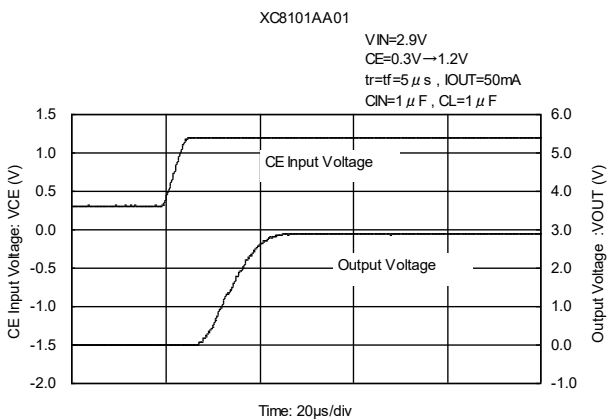 XC8101AA01
VIN=2.9V
CE=0.3V→1.2V
tr=tf=5μs , IOUT=50mA
CIN=1μF , CL=1μF
CE Input Voltage: VCE (V)
1.5
1.0
0.5
0.0
-0.5
-1.0
-1.5
-2.0
CE Input Voltage
Output Voltage
6.0
5.0
4.0
3.0
2.0
1.0
0.0
-1.0
Output Voltage :VOUT (V)
Time: 20μs/div